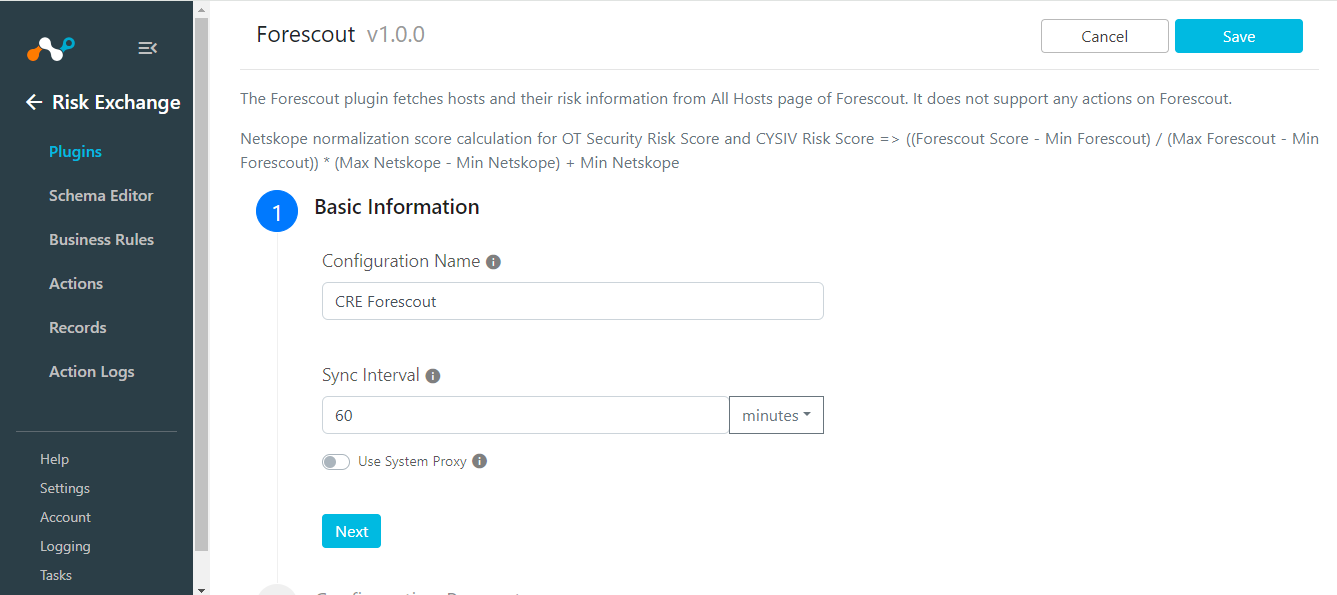 Risk Exchange
Plugins
Schema Editor
Business Rules
Actions
Records
Action Logs
Help
Settings
Account
Logging
Tasks
Forescout v1.0.0
Cancel
Save
The Forescout plugin fetches hosts and their risk information from All Hosts page of Forescout. It does not support any actions on Forescout.
Netskope normalization score calculation for OT Security Risk Score and CYSIV Risk Score => ((Forescout Score - Min Forescout) / (Max Forescout - Min
Forescout)) * (Max Netskope - Min Netskope) + Min Netskope
1
Basic Information
Configuration Name
CRE Forescout
Sync Interval
60
minutes
Use System Proxy
Next